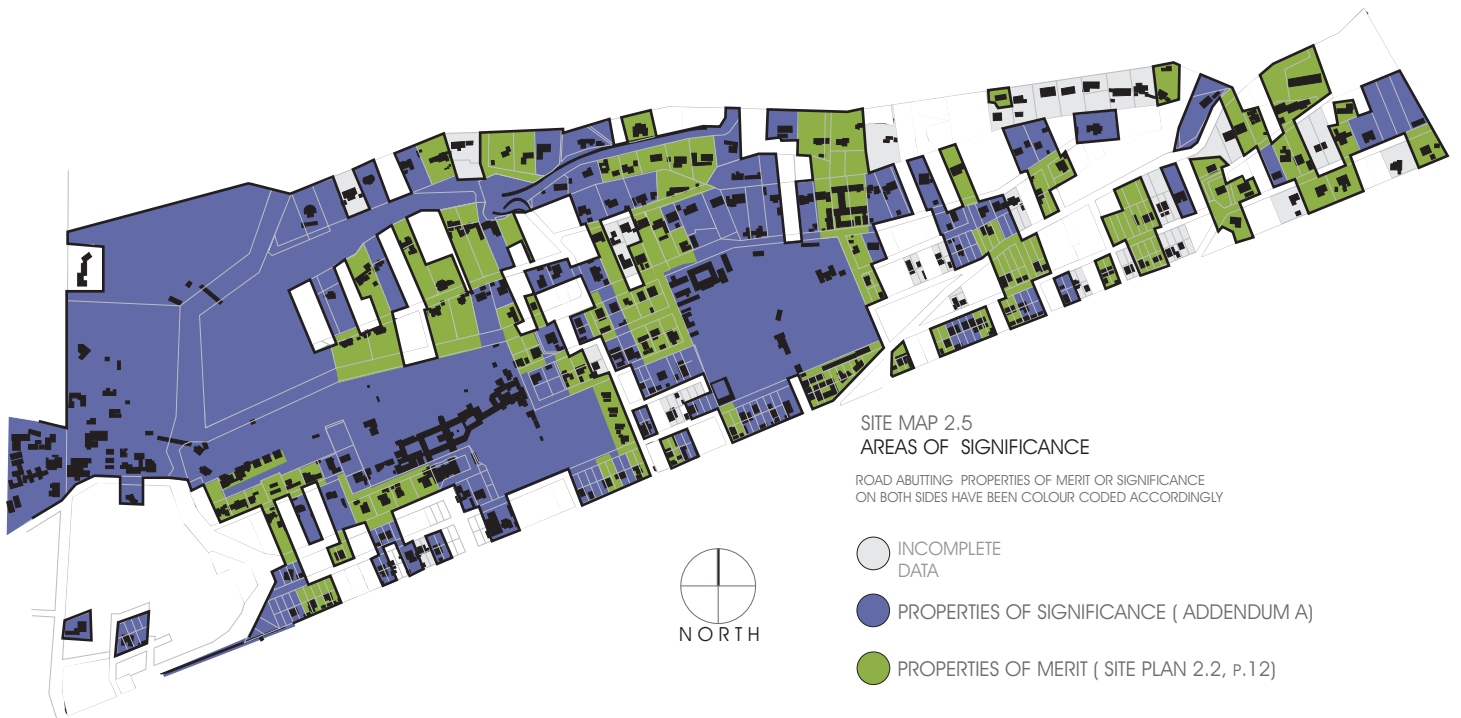 SITE MAP 2.5
AREAS OF SIGNIFICANCE
ROAD ABUTTING PROPERTIES OF MERIT OR SIGNIFICANCE
ON BOTH SIDES HAVE BEEN COLOUR CODED ACCORDINGLY
INCOMPLETE
DATA
PROPERTIES OF SIGNIFICANCE ( ADDENDUM A)
PROPERTIES OF MERIT ( SITE PLAN 2.2, P.12)
NORTH